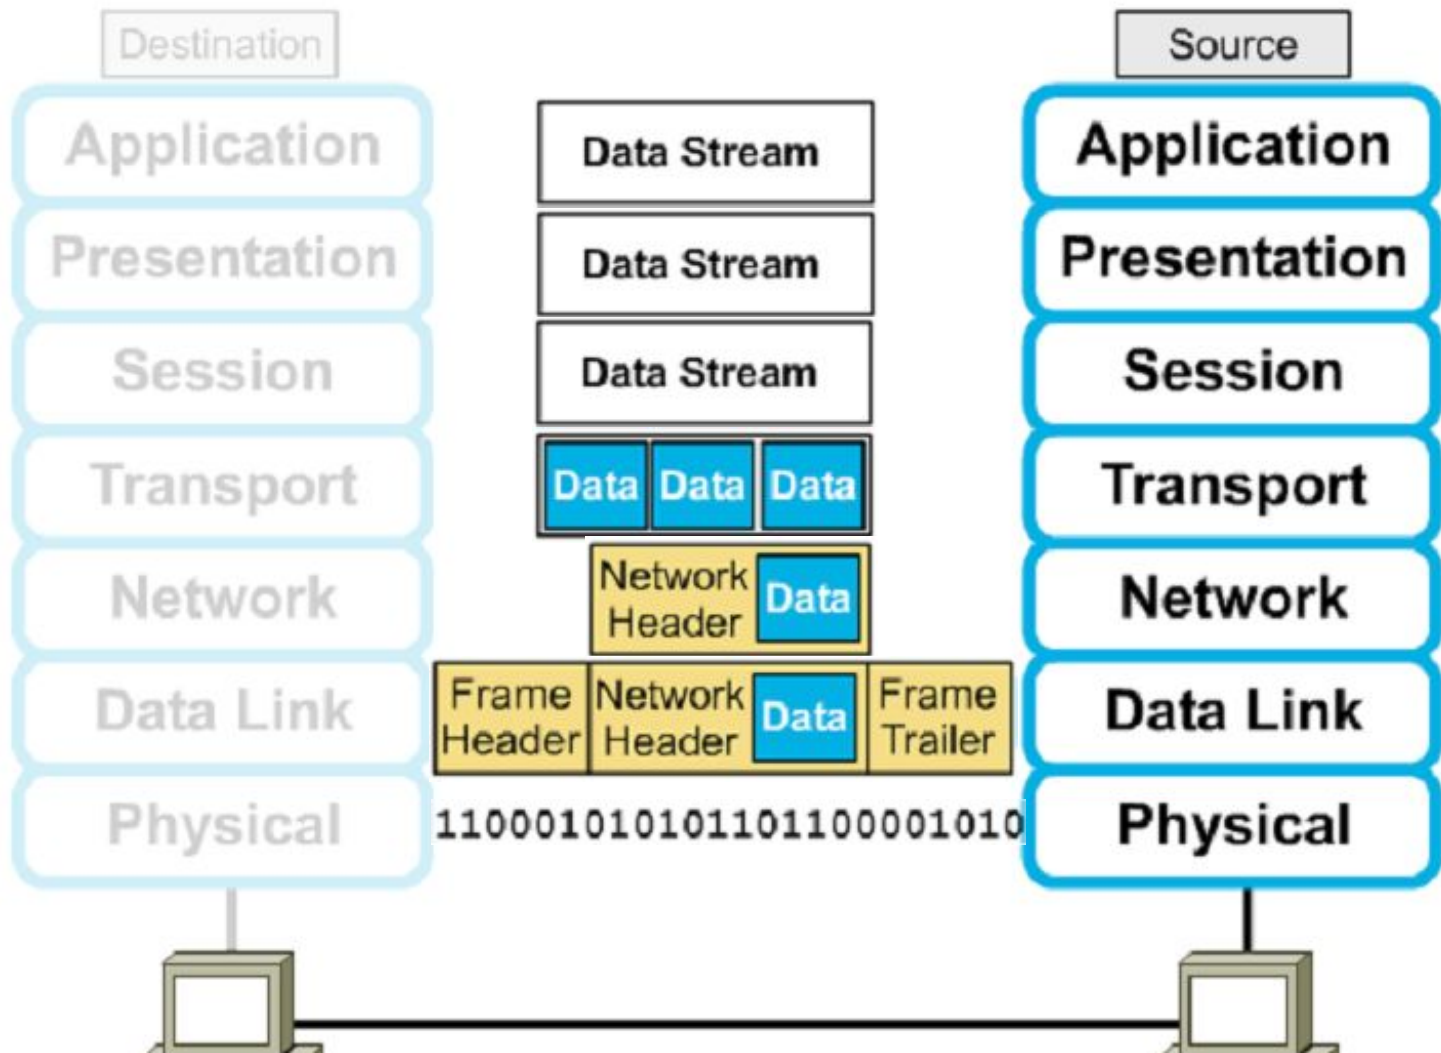 Destination
Source
Application
Data Stream
Application
Presentation
Data Stream
Presentation
Session
Data Stream
Session
Transport
Data Data Data
Transport
Network
Network
Header
Data
Network
Data Link
Frame
Header
Network
Header
Data
Frame
Trailer
Data Link
Physical
1100010101011011000001010
Physical